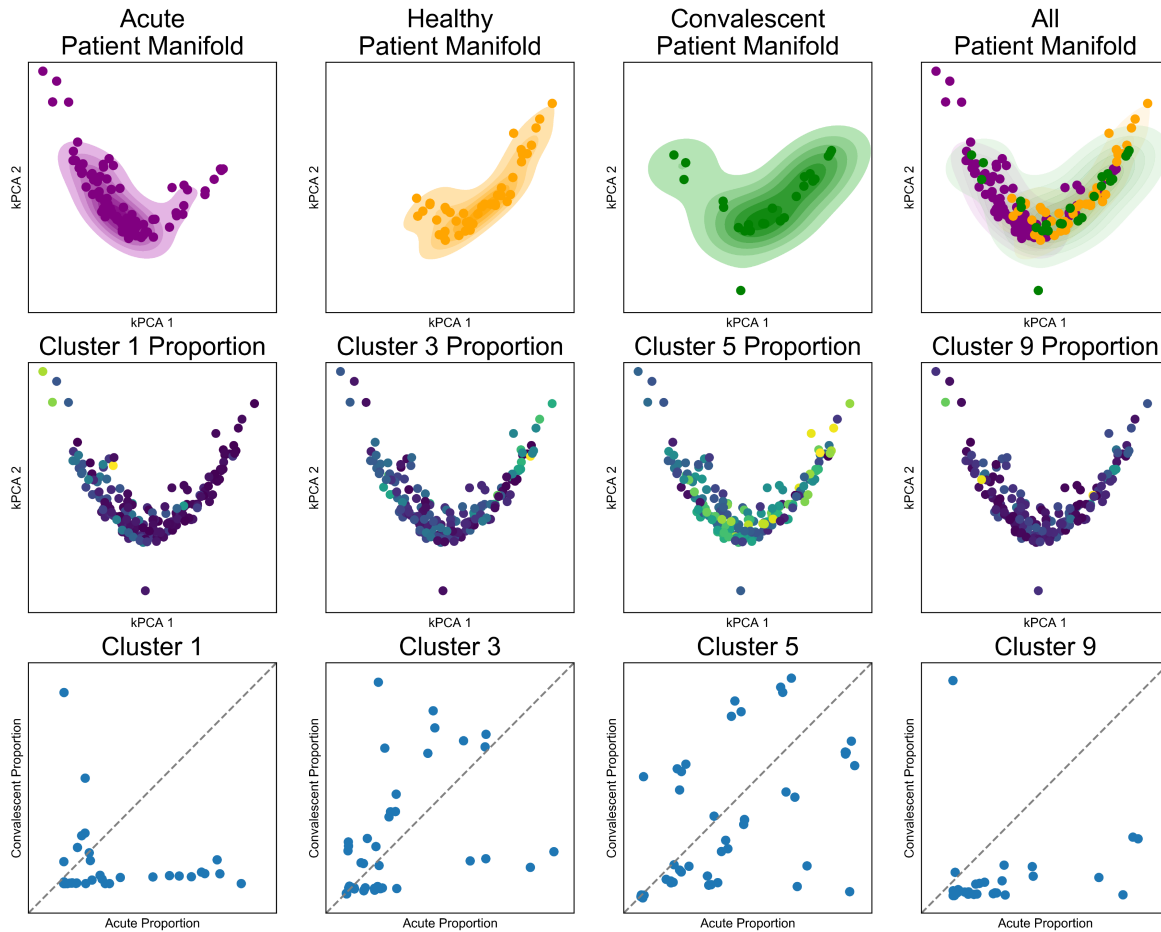 Acute
Patient Manifold
Healthy
Patient Manifold
Convalescent
Patient Manifold
All
Patient Manifold
kPCA 2
kPCA 2
kPCA 2
kPCA 2
kPCA 1
kPCA 1
kPCA 1
kPCA 1
Cluster 1 Proportion
Cluster 3 Proportion
Cluster 5 Proportion
Cluster 9 Proportion
kPCA 2
kPCA 2
kPCA 2
kPCA 2
kPCA 1
kPCA 1
kPCA 1
kPCA 1
Cluster 1
Cluster 3
Cluster 5
Cluster 9
Convalescent Proportion
Convalescent Proportion
Convalescent Proportion
Convalescent Proportion
Acute Proportion
Acute Proportion
Acute Proportion
Acute Proportion